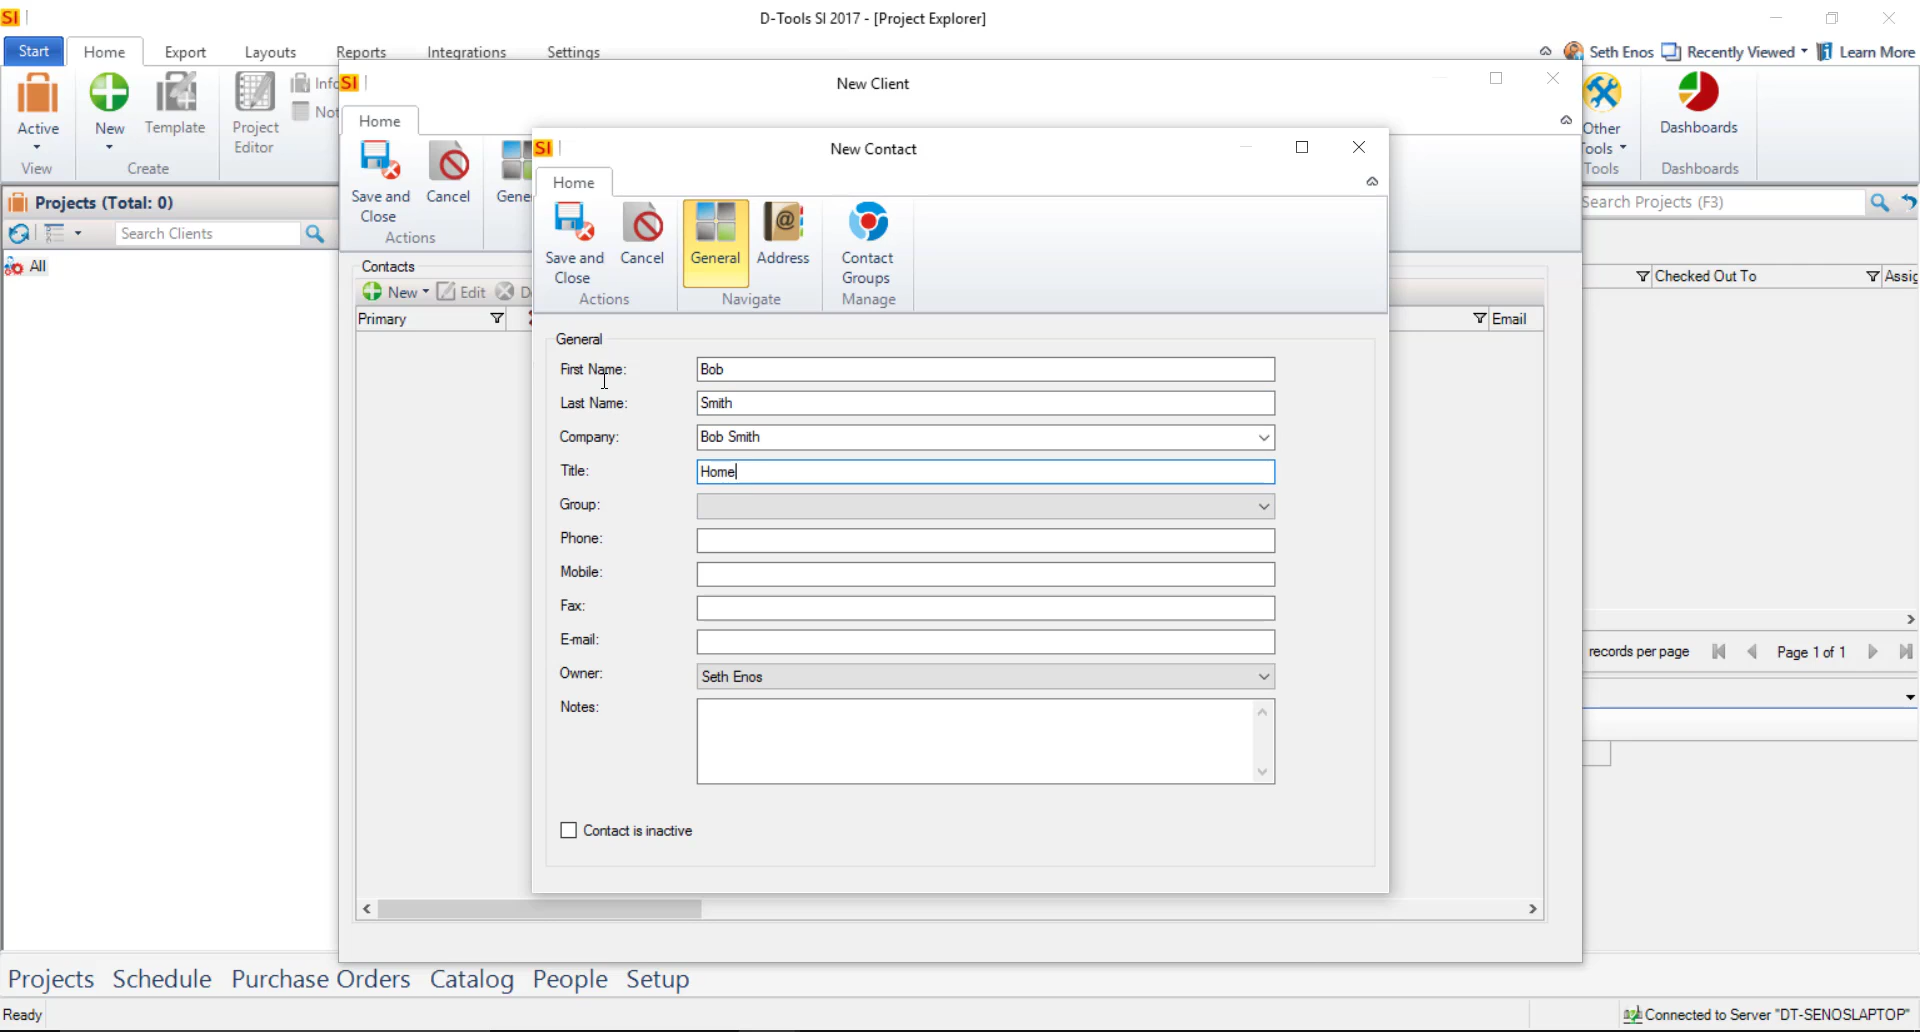 SI
D-Tools SI 2017 - [Project Explorer]
Start Home Export Layouts Reports Integrations Settings
Seth Enos Recently Viewed Learn More
Active
View
New
Template
Create
Project
Editor
SI
New Client
Home
Save and
Close
Cancel
Actions
Other
Tools
Dashboards
Dashboards
SI
New Contact
Home
Save and
Close
Cancel
Actions
General
Address
Navigate
Contact
Groups
Manage
Projects (Total: 0)
Search Clients
All
Search Projects (F3)
Checked Out To
Contacts
New Edit
Primary
Email
General
First Name: Bob
Last Name: Smith
Company: Bob Smith
Title: Home
Group:
Phone:
Mobile:
Fax:
E-mail:
Owner: Seth Enos
Notes:
Contact is inactive
records per page Page 1 of 1
Projects Schedule Purchase Orders Catalog People Setup
Ready
Connected to Server "DT-SENOSLAPTOP"